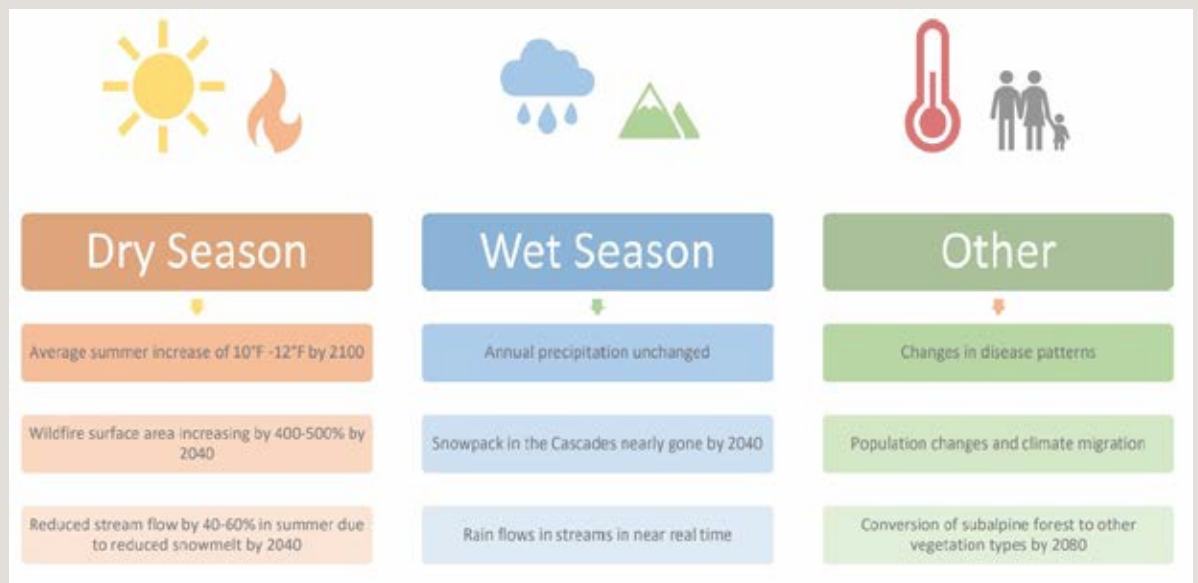 Dry Season
Average summer increase of 10°F -12°F by 2100
Wildfire surface area increasing by 400-500% by
2040
Reduced stream flow by 40-60% in summer due
to reduced snowmelt by 2040
Wet Season
Annual precipitation unchanged
Snowpack in the Cascades nearly gone by 2040
Rain flows in streams in near real time
Other
Changes in disease patterns
Population changes and climate migration
Conversion of subalpine forest to other
vegetation types by 2080